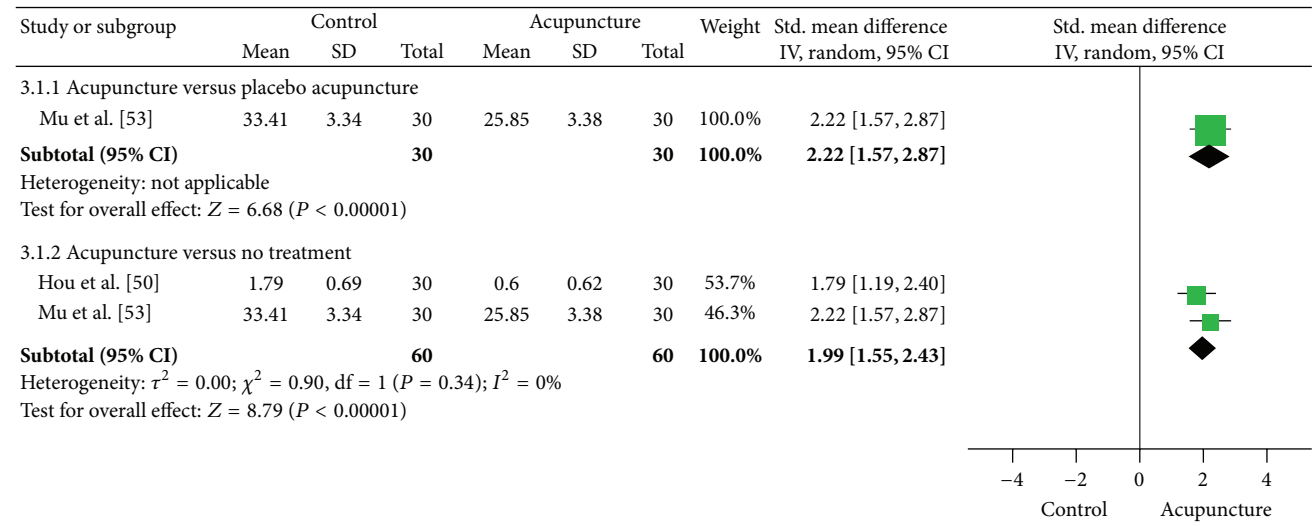 Study or subgroup Control Acupuncture Weight Std. mean difference Std. mean difference
Mean SD Total Mean SD Total IV, random, 95% CI IV, random, 95% CI
3.1.1 Acupuncture versus placebo acupuncture
Mu et al. [53] 33.41 3.34 30 25.85 3.38 30 100.0% 2.22 [1.57, 2.87]
Subtotal (95% CI) 30 30 100.0% 2.22 [1.57, 2.87]
Heterogeneity: not applicable
Test for overall effect: Z = 6.68 (P < 0.00001)
3.1.2 Acupuncture versus no treatment
Hou et al. [50] 1.79 0.69 30 0.6 0.62 30 53.7% 1.79 [1.19, 2.40]
Mu et al. [53] 33.41 3.34 30 25.85 3.38 30 46.3% 2.22 [1.57, 2.87]
Subtotal (95% CI) 60 60 100.0% 1.99 [1.55, 2.43]
Heterogeneity: τ² = 0.00; χ² = 0.90, df = 1 (P = 0.34); I² = 0%
Test for overall effect: Z = 8.79 (P < 0.00001)
−4 −2 0 2 4
Control Acupuncture